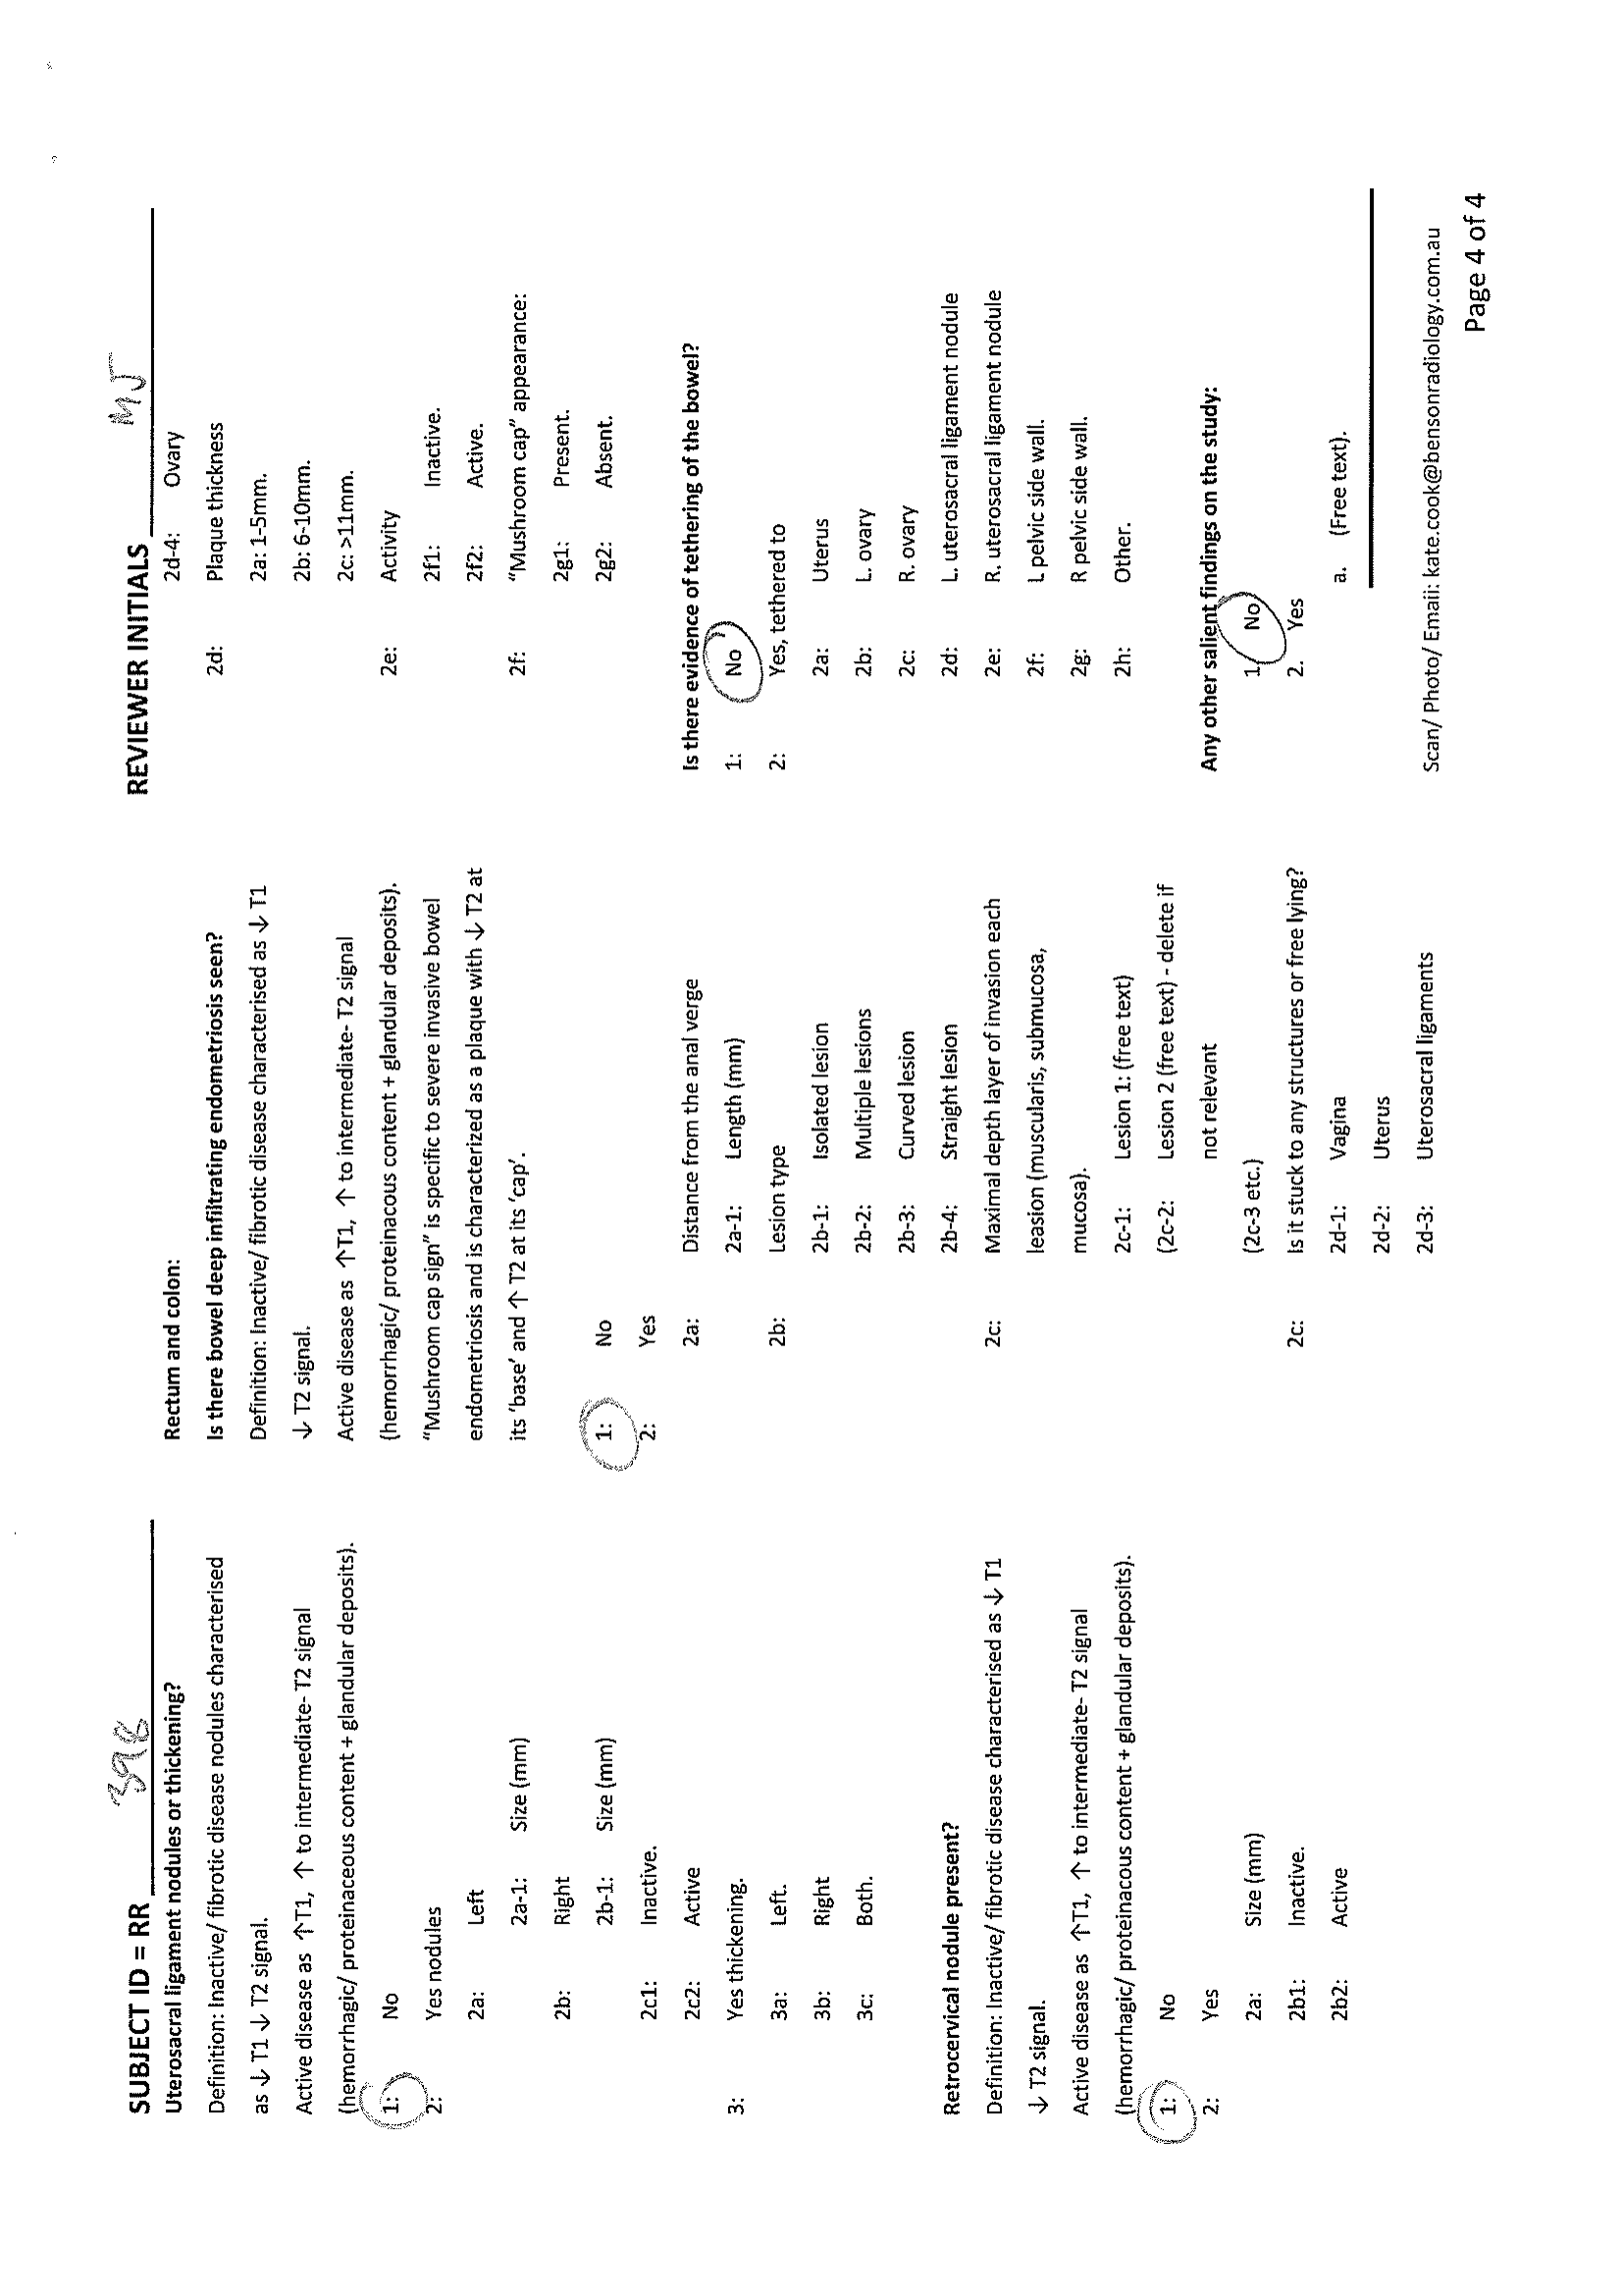 SUBJECT ID = RR 398
Uterosacral ligament nodules or thickening?
Definition: Inactive/ fibrotic disease nodules characterised
as ↓ T1 ↓ T2 signal.
Active disease as ↑T1, ↑ to intermediate- T2 signal
(hemorrhagic/ proteinaceous content + glandular deposits).
1: No
2: Yes nodules
2a: Left
2a-1: Size (mm)
2b: Right
2b-1: Size (mm)
2c1: Inactive.
2c2: Active
3: Yes thickening.
3a: Left.
3b: Right
3c: Both.
Retrocervical nodule present?
Definition: Inactive/ fibrotic disease characterised as ↓ T1
↓ T2 signal.
Active disease as ↑T1, ↑ to intermediate- T2 signal
(hemorrhagic/ proteinacous content + glandular deposits).
1: No
2: Yes
2a: Size (mm)
2b1: Inactive.
2b2: Active
Rectum and colon:
Is there bowel deep infiltrating endometriosis seen?
Definition: Inactive/ fibrotic disease characterised as ↓ T1
↓ T2 signal.
Active disease as ↑T1, ↑ to intermediate- T2 signal
(hemorrhagic/ proteinacous content + glandular deposits).
“Mushroom cap sign” is specific to severe invasive bowel
endometriosis and is characterized as a plaque with ↓ T2 at
its ‘base’ and ↑ T2 at its ‘cap’.
1: No
2: Yes
2a: Distance from the anal verge
2a-1: Length (mm)
2b: Lesion type
2b-1: Isolated lesion
2b-2: Multiple lesions
2b-3: Curved lesion
2b-4: Straight lesion
2c: Maximal depth layer of invasion each
leasion (muscularis, submucosa,
mucosa).
2c-1: Lesion 1: (free text)
(2c-2: Lesion 2 (free text) - delete if
not relevant
(2c-3 etc.)
2c: Is it stuck to any structures or free lying?
2d-1: Vagina
2d-2: Uterus
2d-3: Uterosacral ligaments
REVIEWER INITIALS MJ
2d-4: Ovary
2d: Plaque thickness
2a: 1-5mm.
2b: 6-10mm.
2c: >11mm.
2e: Activity
2f1: Inactive.
2f2: Active.
2f: “Mushroom cap” appearance:
2g1: Present.
2g2: Absent.
Is there evidence of tethering of the bowel?
1: No
2: Yes, tethered to
2a: Uterus
2b: L. ovary
2c: R. ovary
2d: L. uterosacral ligament nodule
2e: R. uterosacral ligament nodule
2f: L pelvic side wall.
2g: R pelvic side wall.
2h: Other.
Any other salient findings on the study:
1. No
2. Yes
a. (Free text).
Scan/ Photo/ Email: kate.cook@bensonradiology.com.au
Page 4 of 4